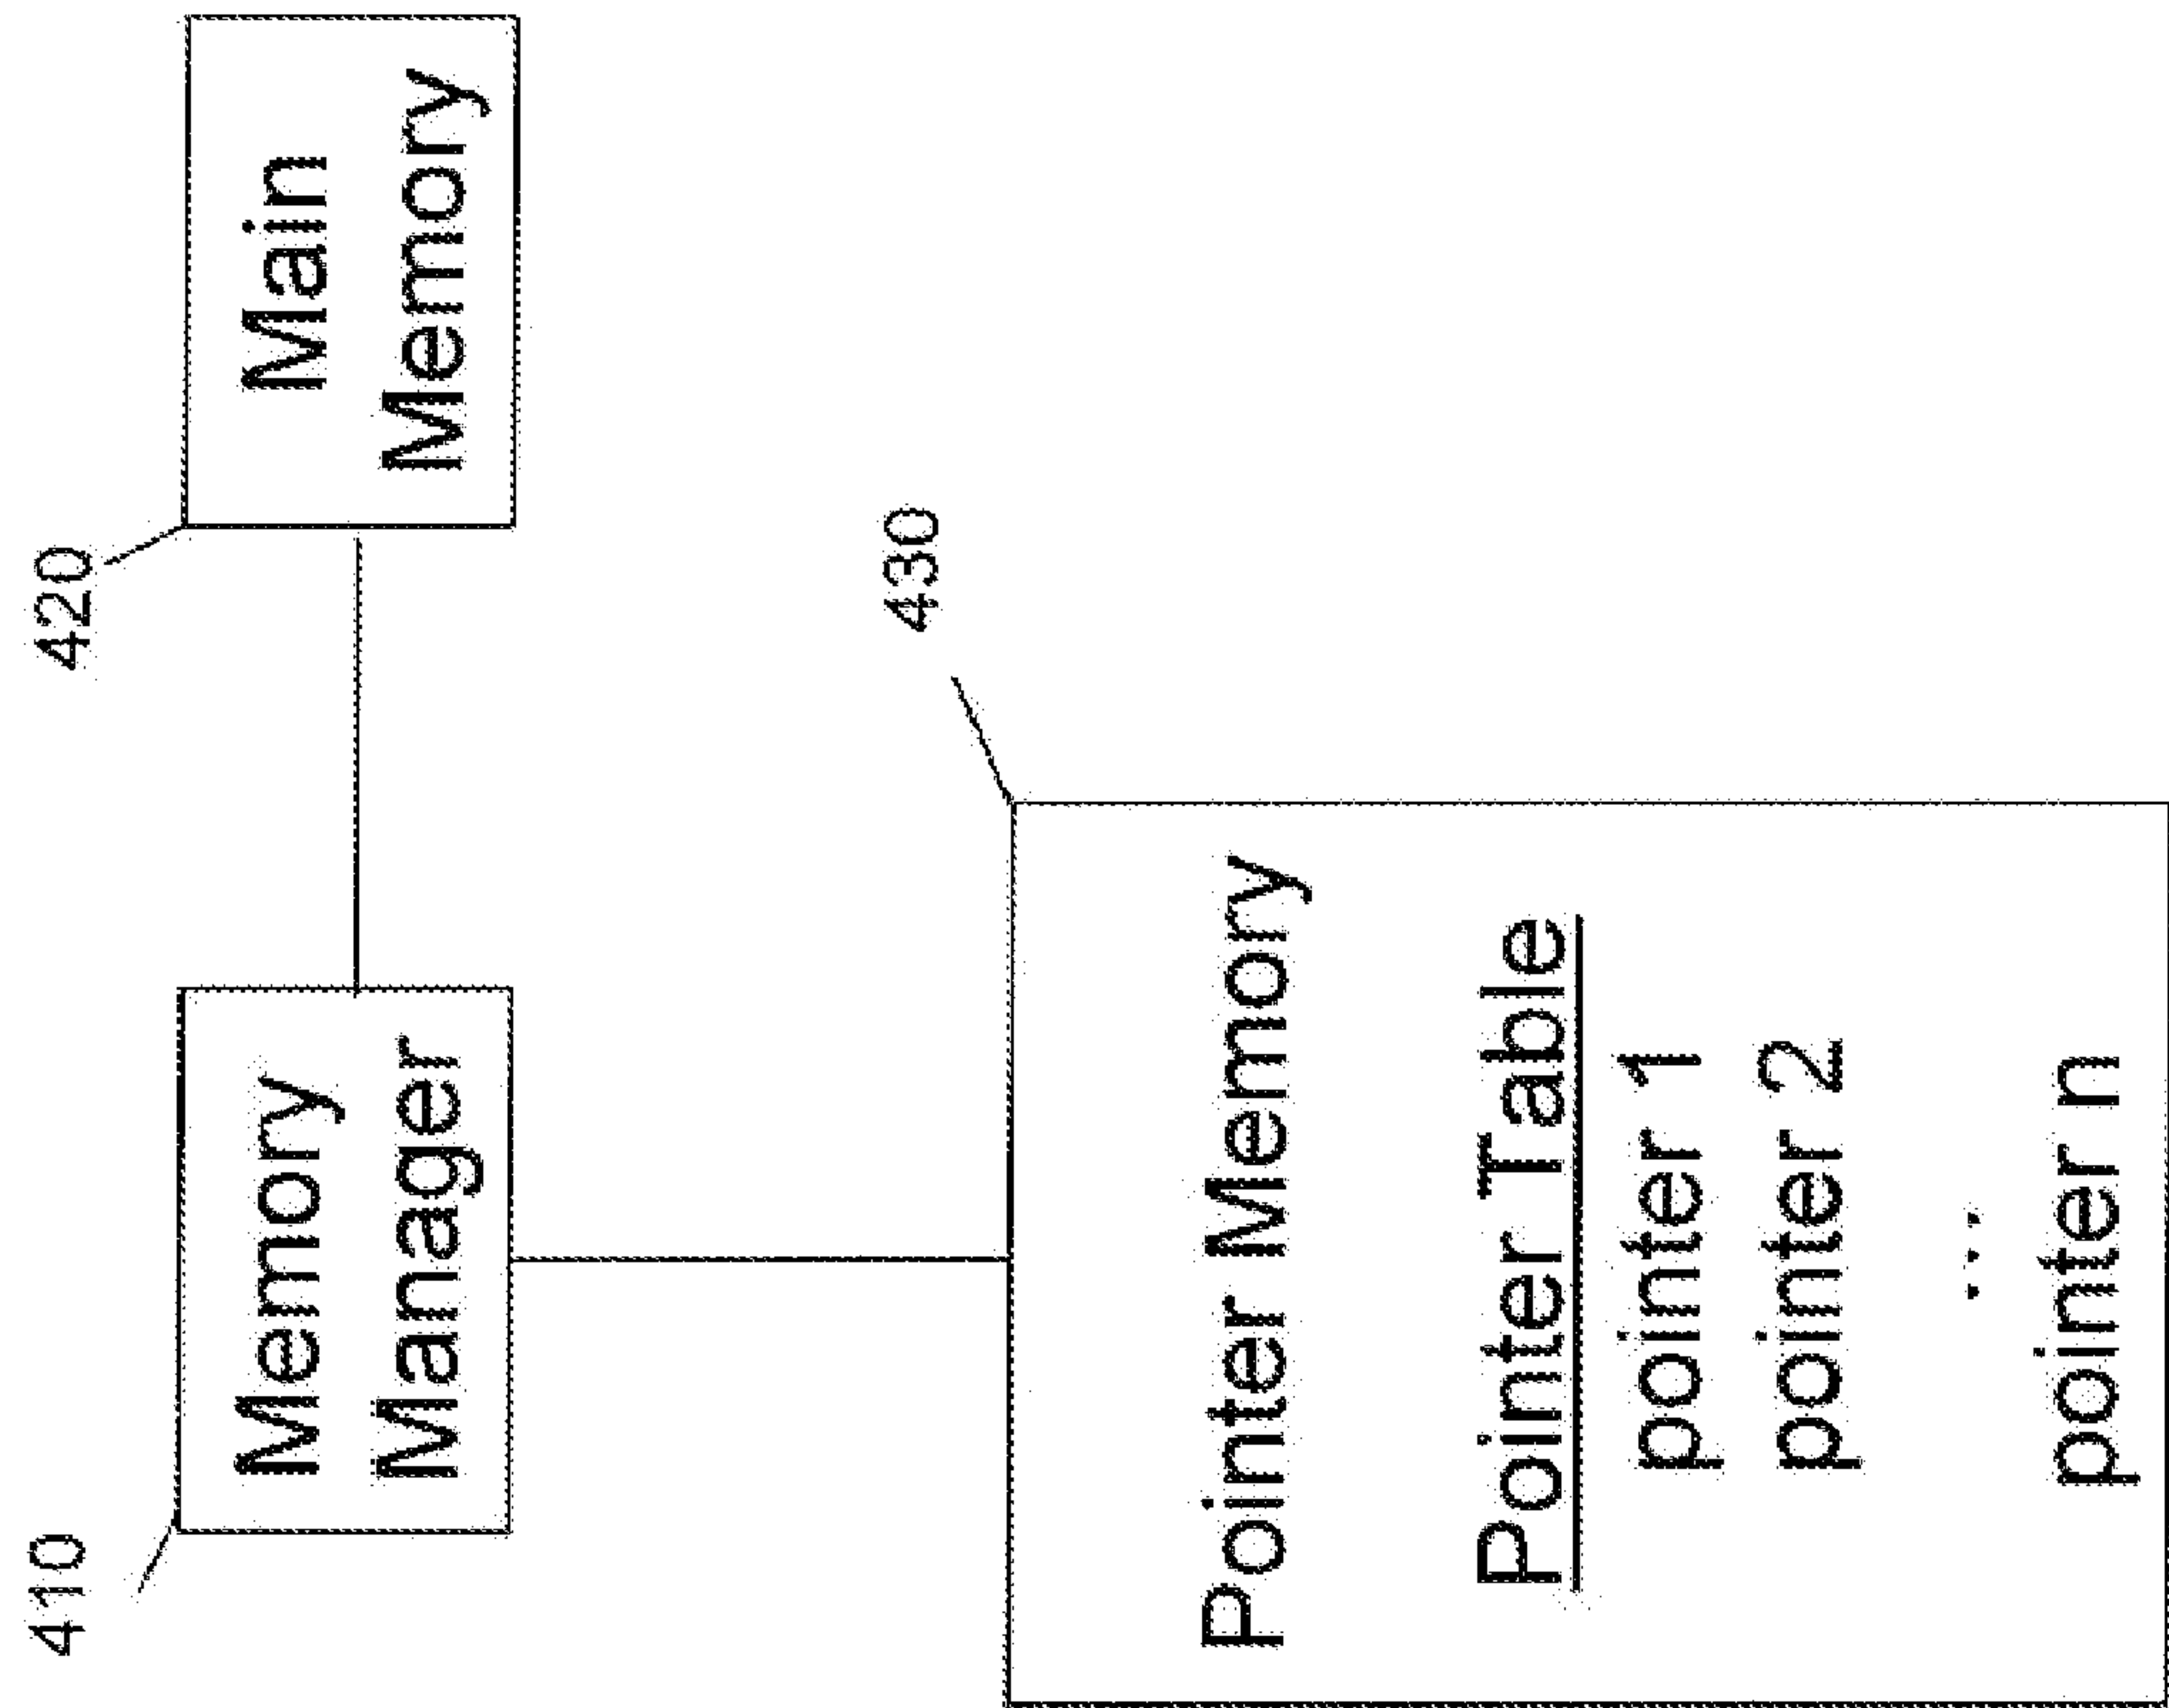 410
Memory
Manager
420
Main
Memory
430
Pointer Memory
Pointer Table
pointer 1
pointer 2
...
pointer n